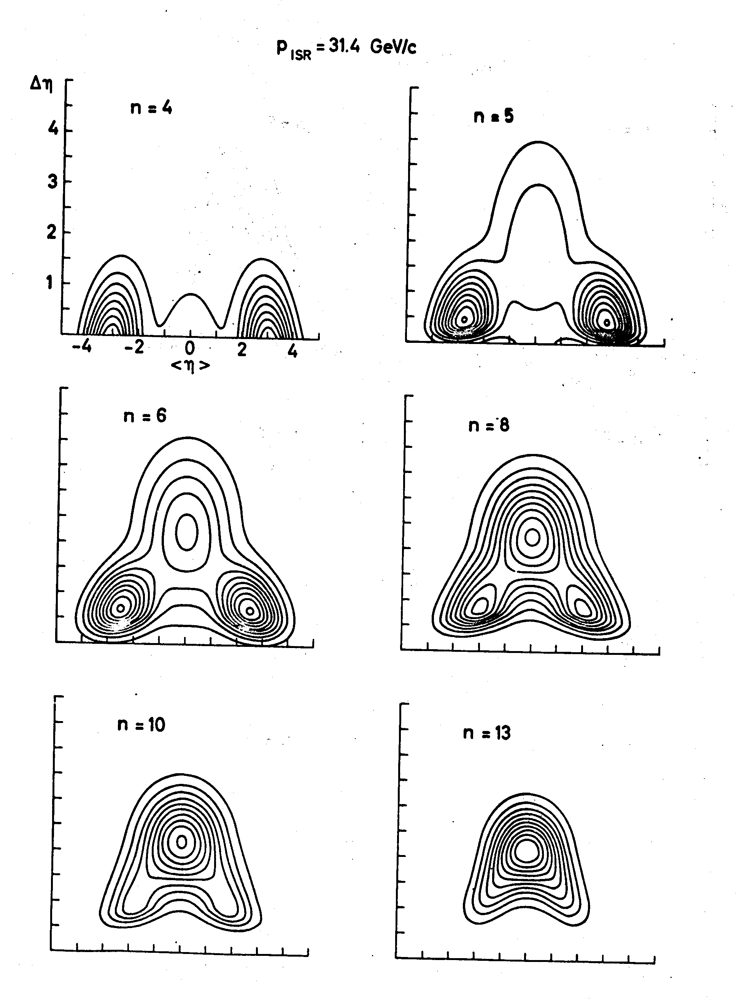 p ISR = 31.4 GeV/c
Δη
n = 4
n = 5
4
3
2
1
-4 -2 0 2 4
<η>
n = 6
n = 8
n = 10
n = 13